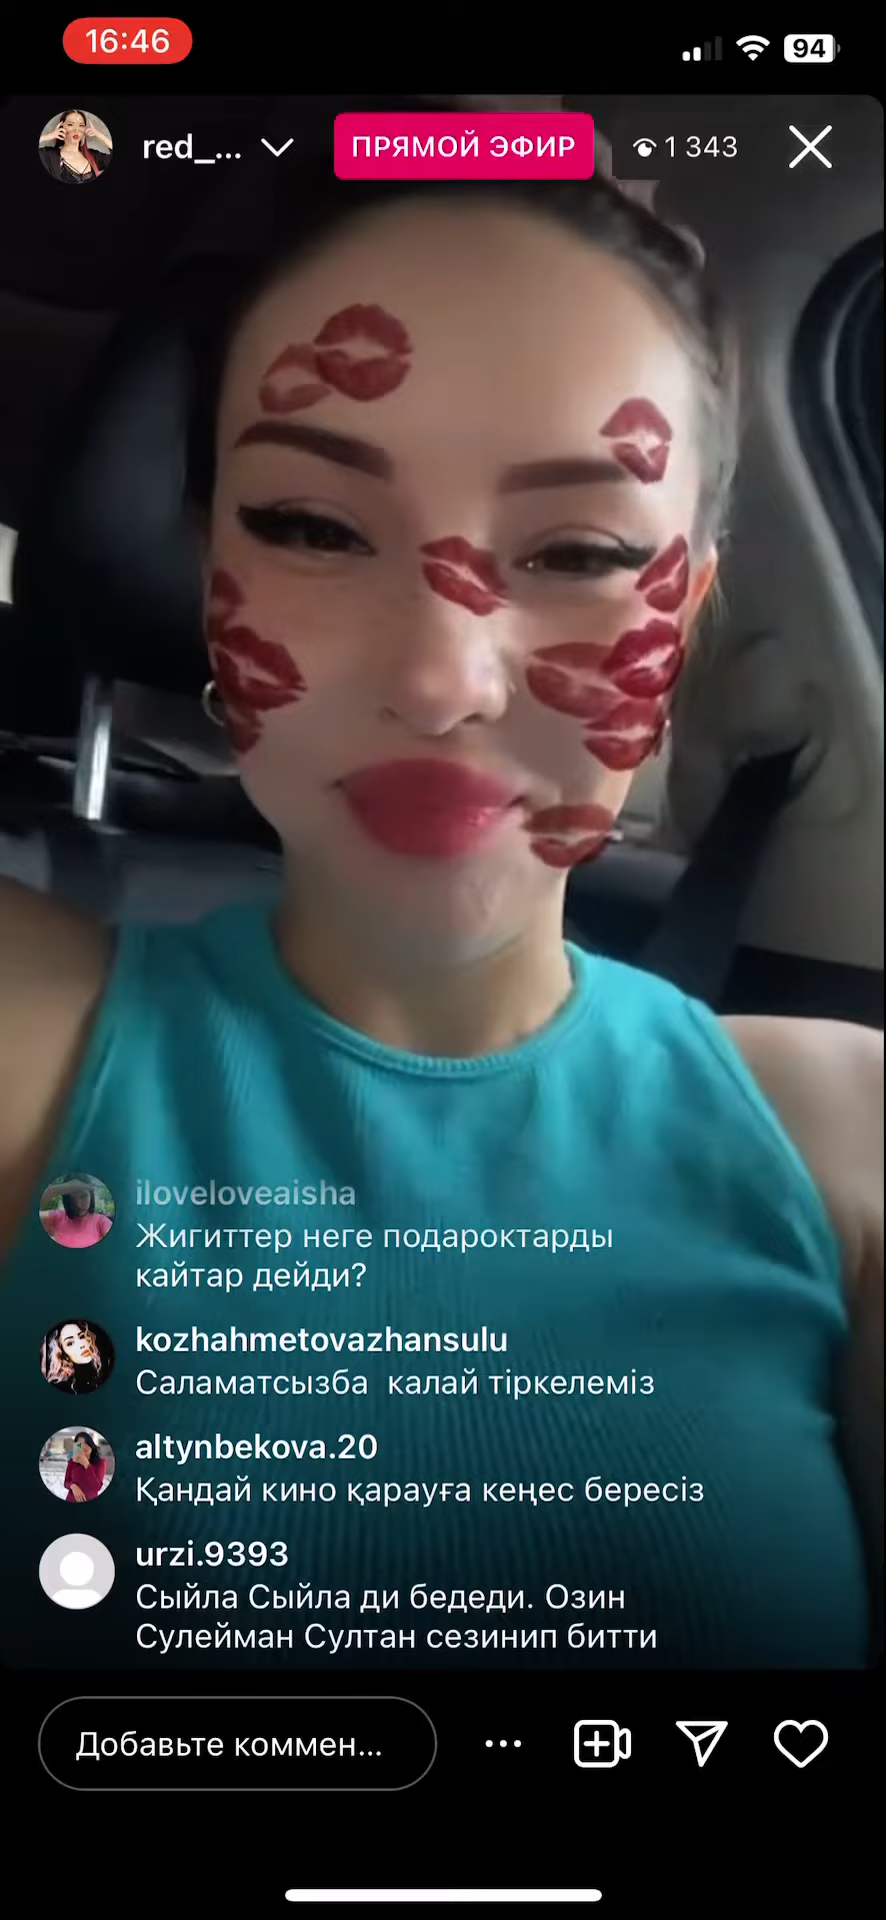 16:46
94
red_...
ПРЯМОЙ ЭФИР
1 343
iloveloveaisha
Жигиттер неге подароктарды
кайтар дейди?
kozhahmetovazhansulu
Саламатсызба калай тіркелеміз
altynbekova.20
Қандай кино қарауға кеңес бересіз
urzi.9393
Сыйла Сыйла ди бедеди. Озин
Сулейман Султан сезинип битти
Добавьте коммен...